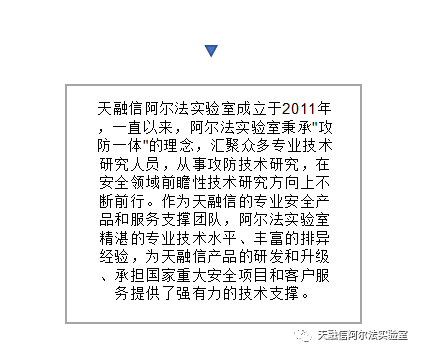 天融信阿尔法实验室成立于2011年
，一直以来，阿尔法实验室秉承"攻
防一体"的理念，汇聚众多专业技术
研究人员，从事攻防技术研究，在
安全领域前瞻性技术研究方向上不
断前行。作为天融信的专业安全产
品和服务支撑团队，阿尔法实验室
精湛的专业技术水平、丰富的排异
经验，为天融信产品的研发和升级
、承担国家重大安全项目和客户服
务提供了强有力的技术支撑。
天融信阿尔法实验室